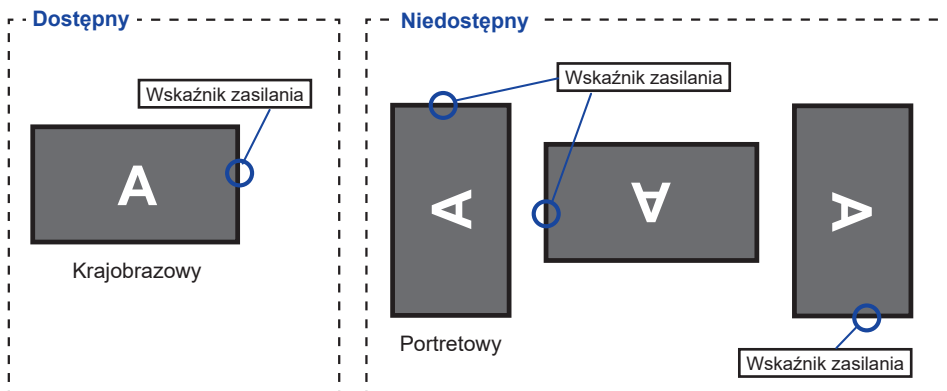 Dostępny
Wskaźnik zasilania
A
Krajobrazowy
Niedostępny
Wskaźnik zasilania
A
A
A
Portretowy
Wskaźnik zasilania